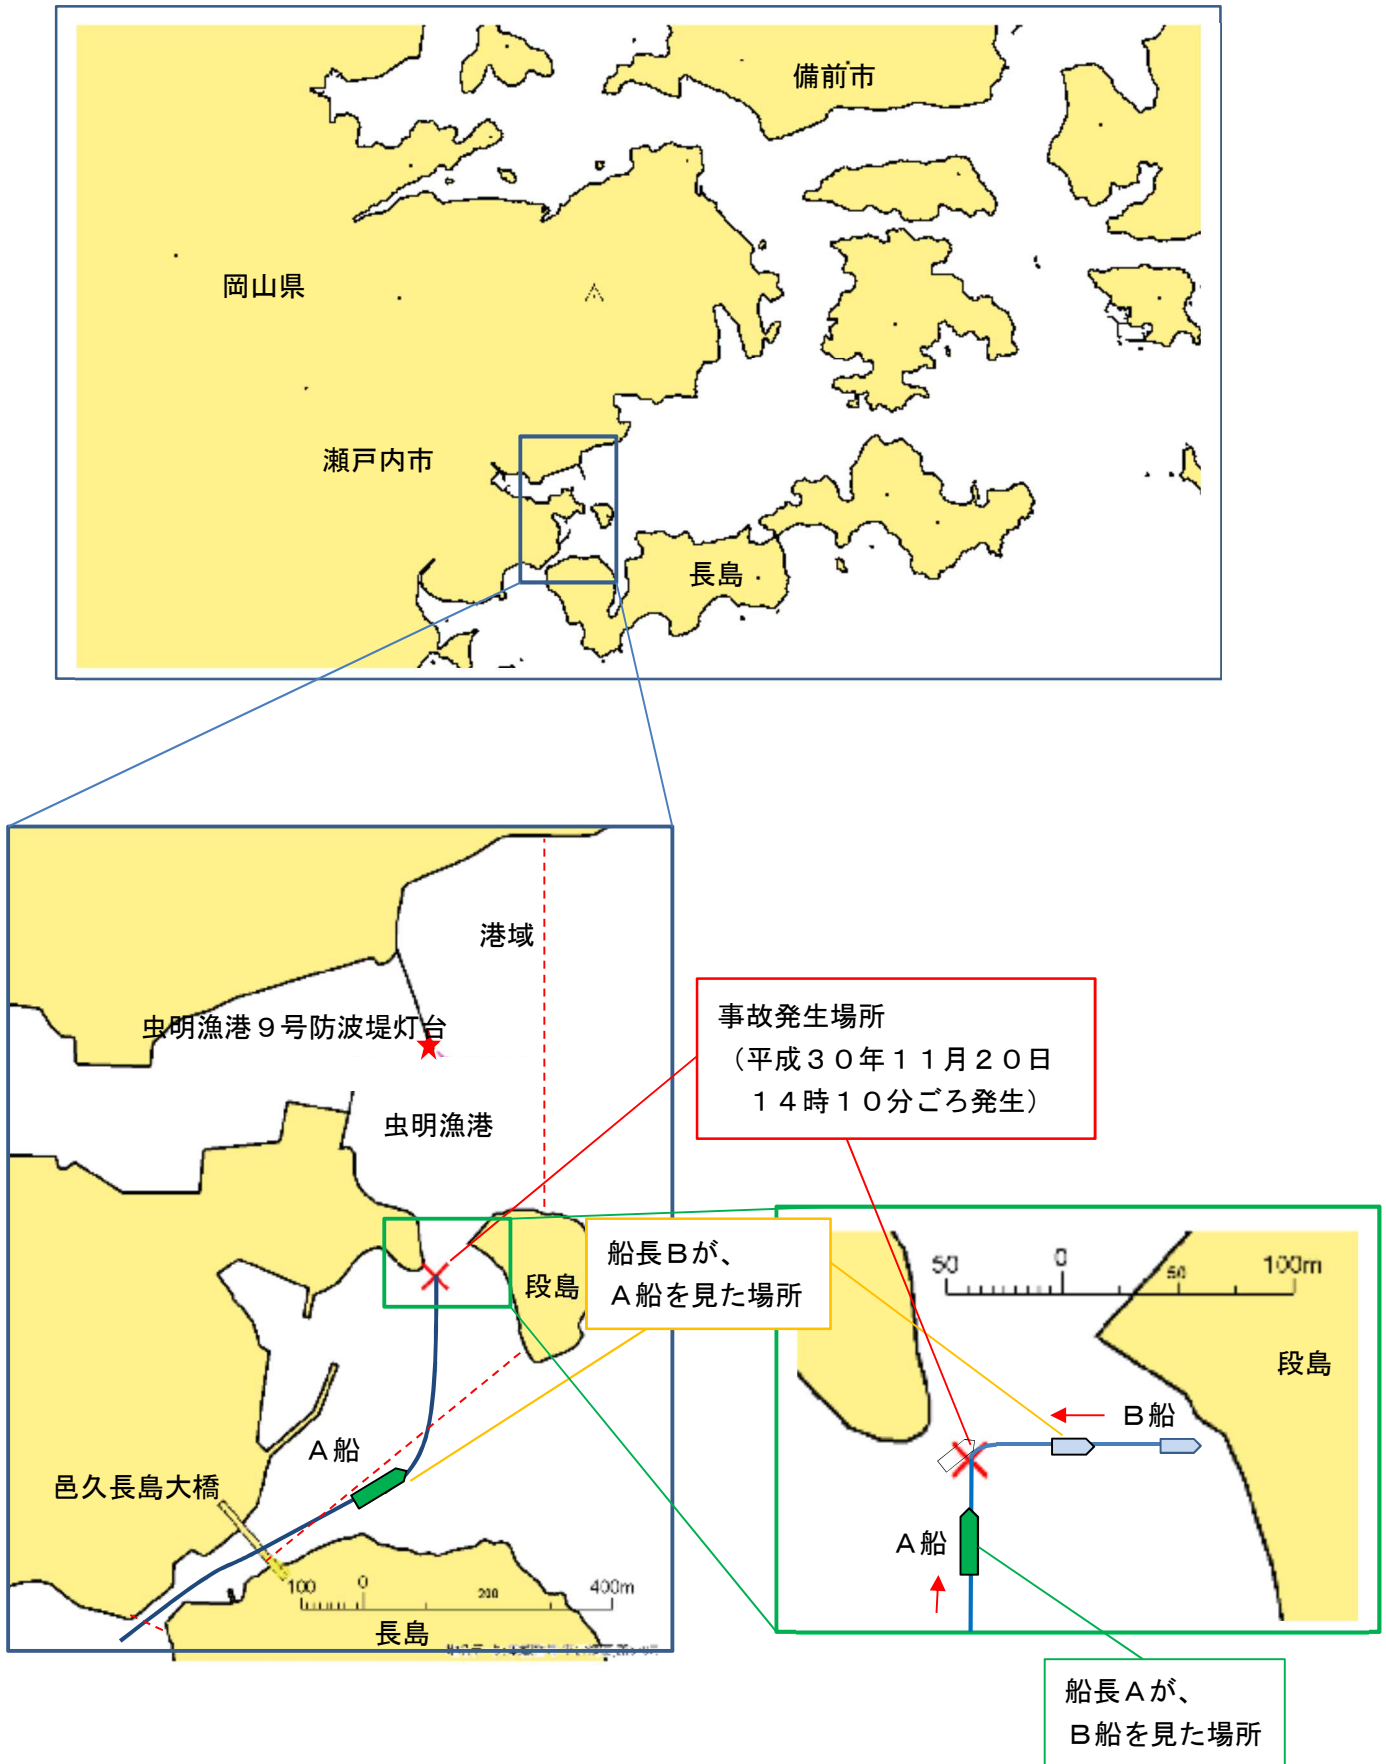 備前市
岡山県
瀬戸内市
長島
港域
虫明漁港９号防波堤灯台
虫明漁港
事故発生場所
（平成３０年１１月２０日
１４時１０分ごろ発生）
船長Ｂが、
Ａ船を見た場所
段島
Ａ船
邑久長島大橋
100 0 200 400m
長島
50 0 50 100m
段島
Ｂ船
Ａ船
船長Ａが、
Ｂ船を見た場所